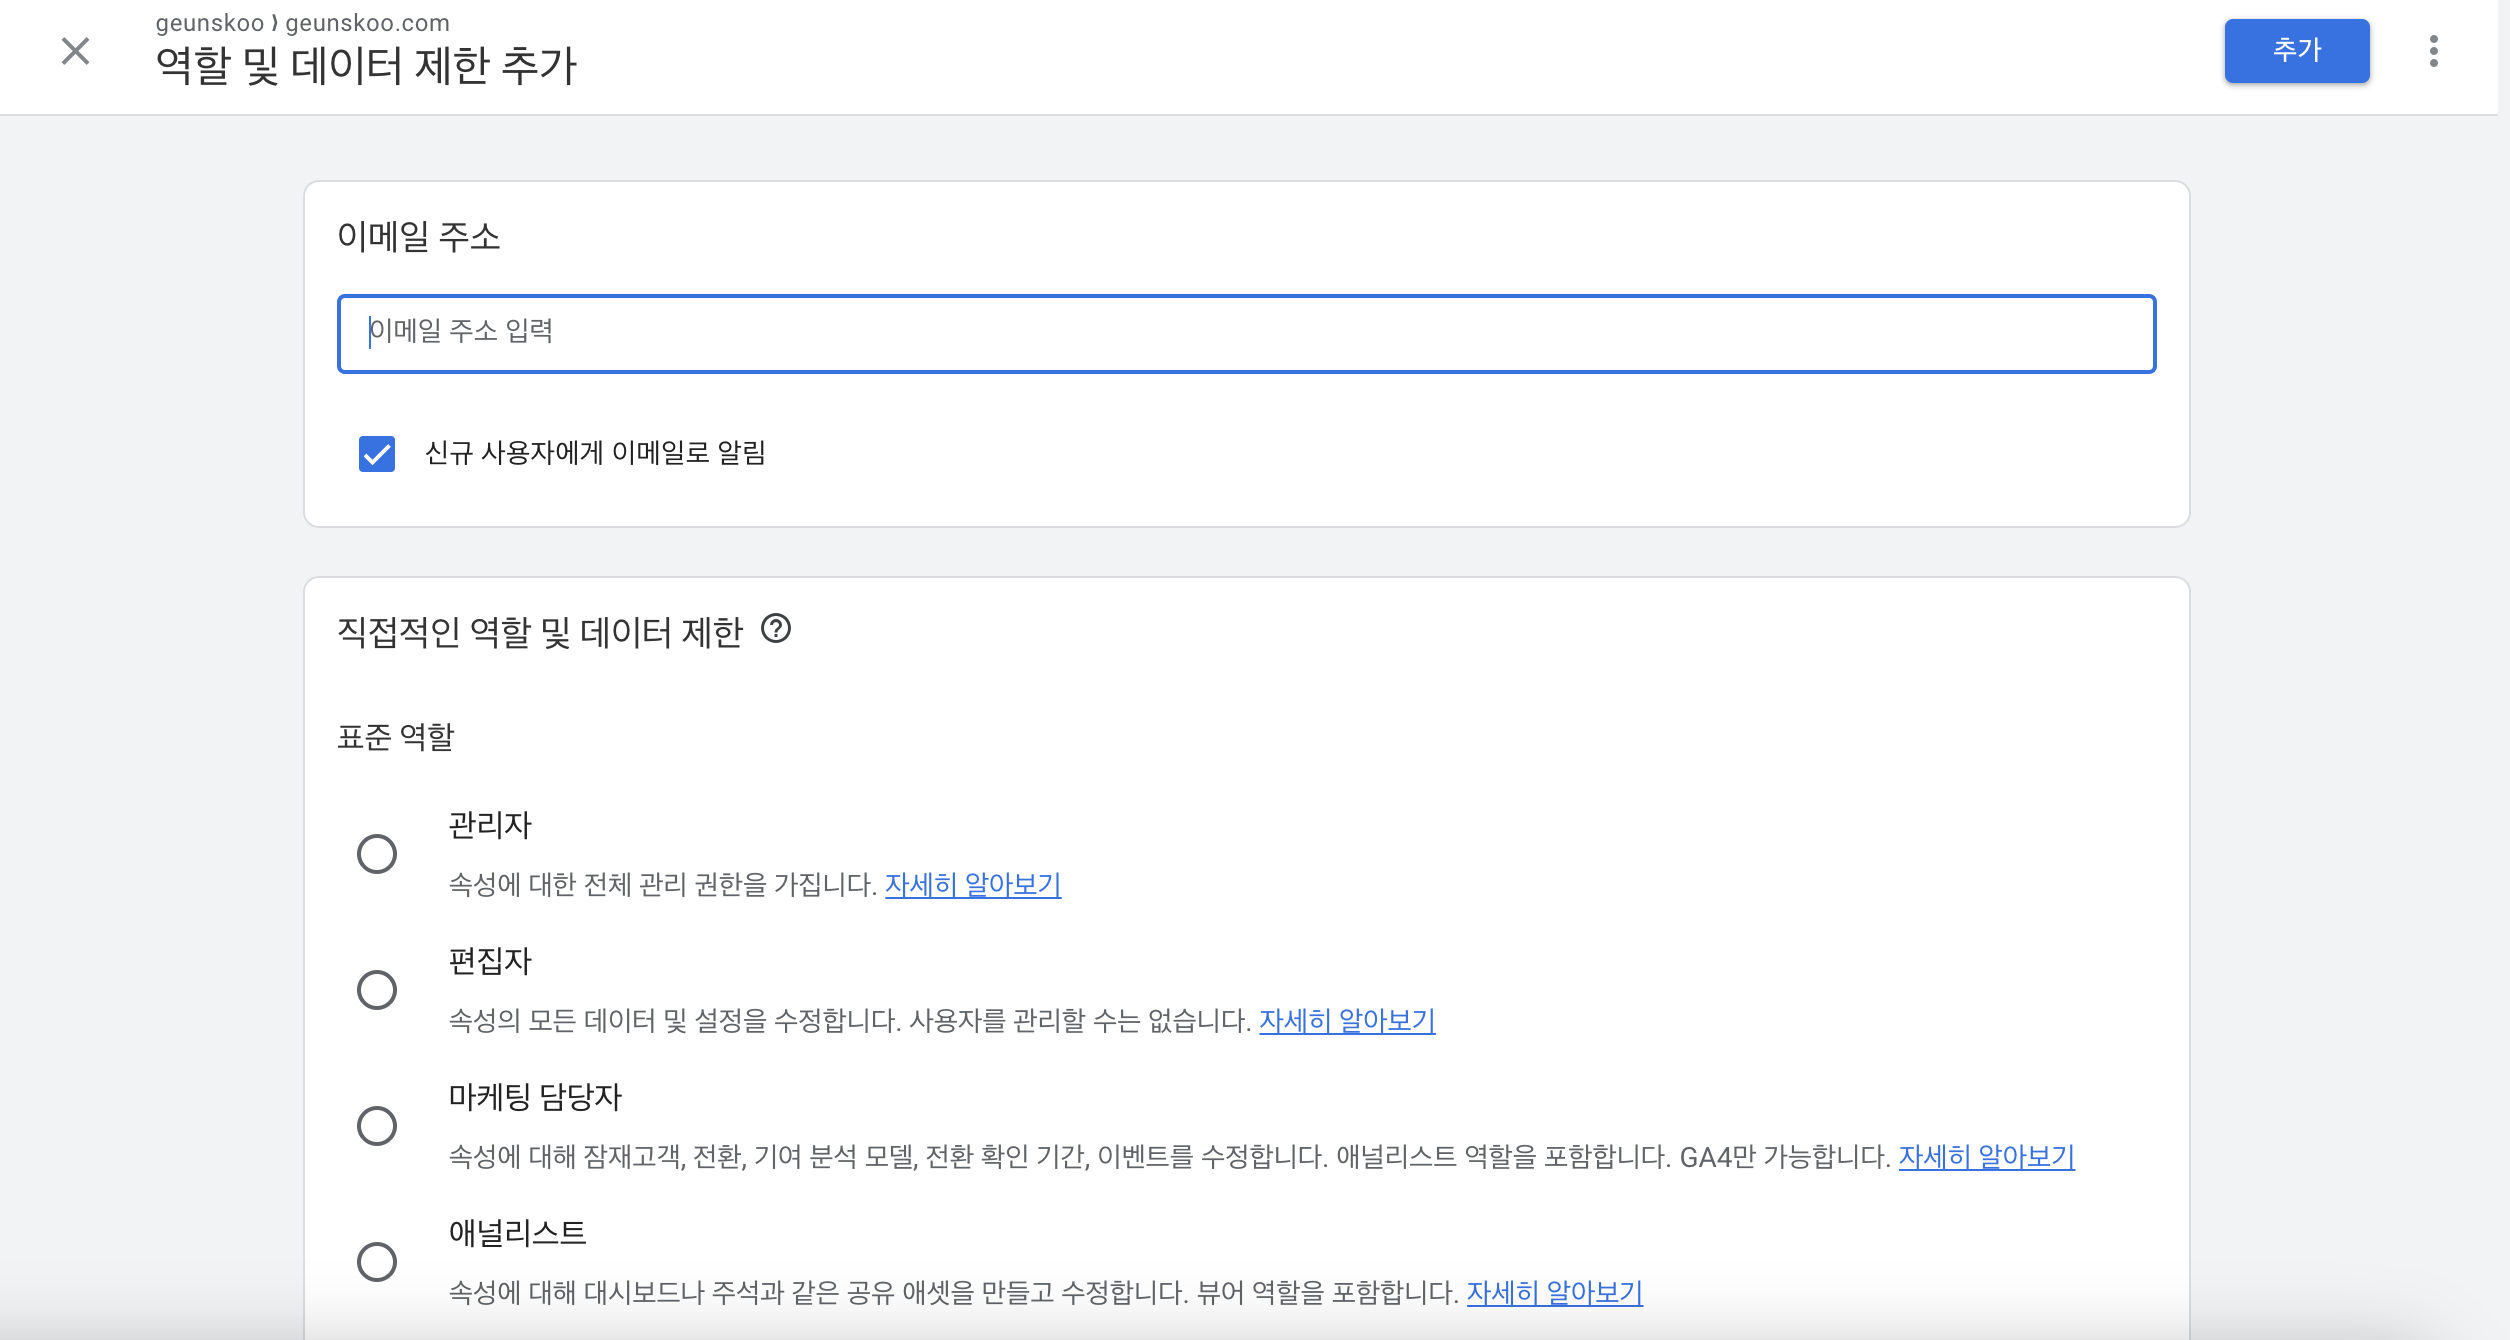 geunskoo ⟩ geunskoo.com
역할 및 데이터 제한 추가
추가
이메일 주소
이메일 주소 입력
신규 사용자에게 이메일로 알림
직접적인 역할 및 데이터 제한 ?
표준 역할
관리자
속성에 대한 전체 관리 권한을 가집니다. 자세히 알아보기
편집자
속성의 모든 데이터 및 설정을 수정합니다. 사용자를 관리할 수는 없습니다. 자세히 알아보기
마케팅 담당자
속성에 대해 잠재고객, 전환, 기여 분석 모델, 전환 확인 기간, 이벤트를 수정합니다. 애널리스트 역할을 포함합니다. GA4만 가능합니다. 자세히 알아보기
애널리스트
속성에 대해 대시보드나 주석과 같은 공유 애셋을 만들고 수정합니다. 뷰어 역할을 포함합니다. 자세히 알아보기